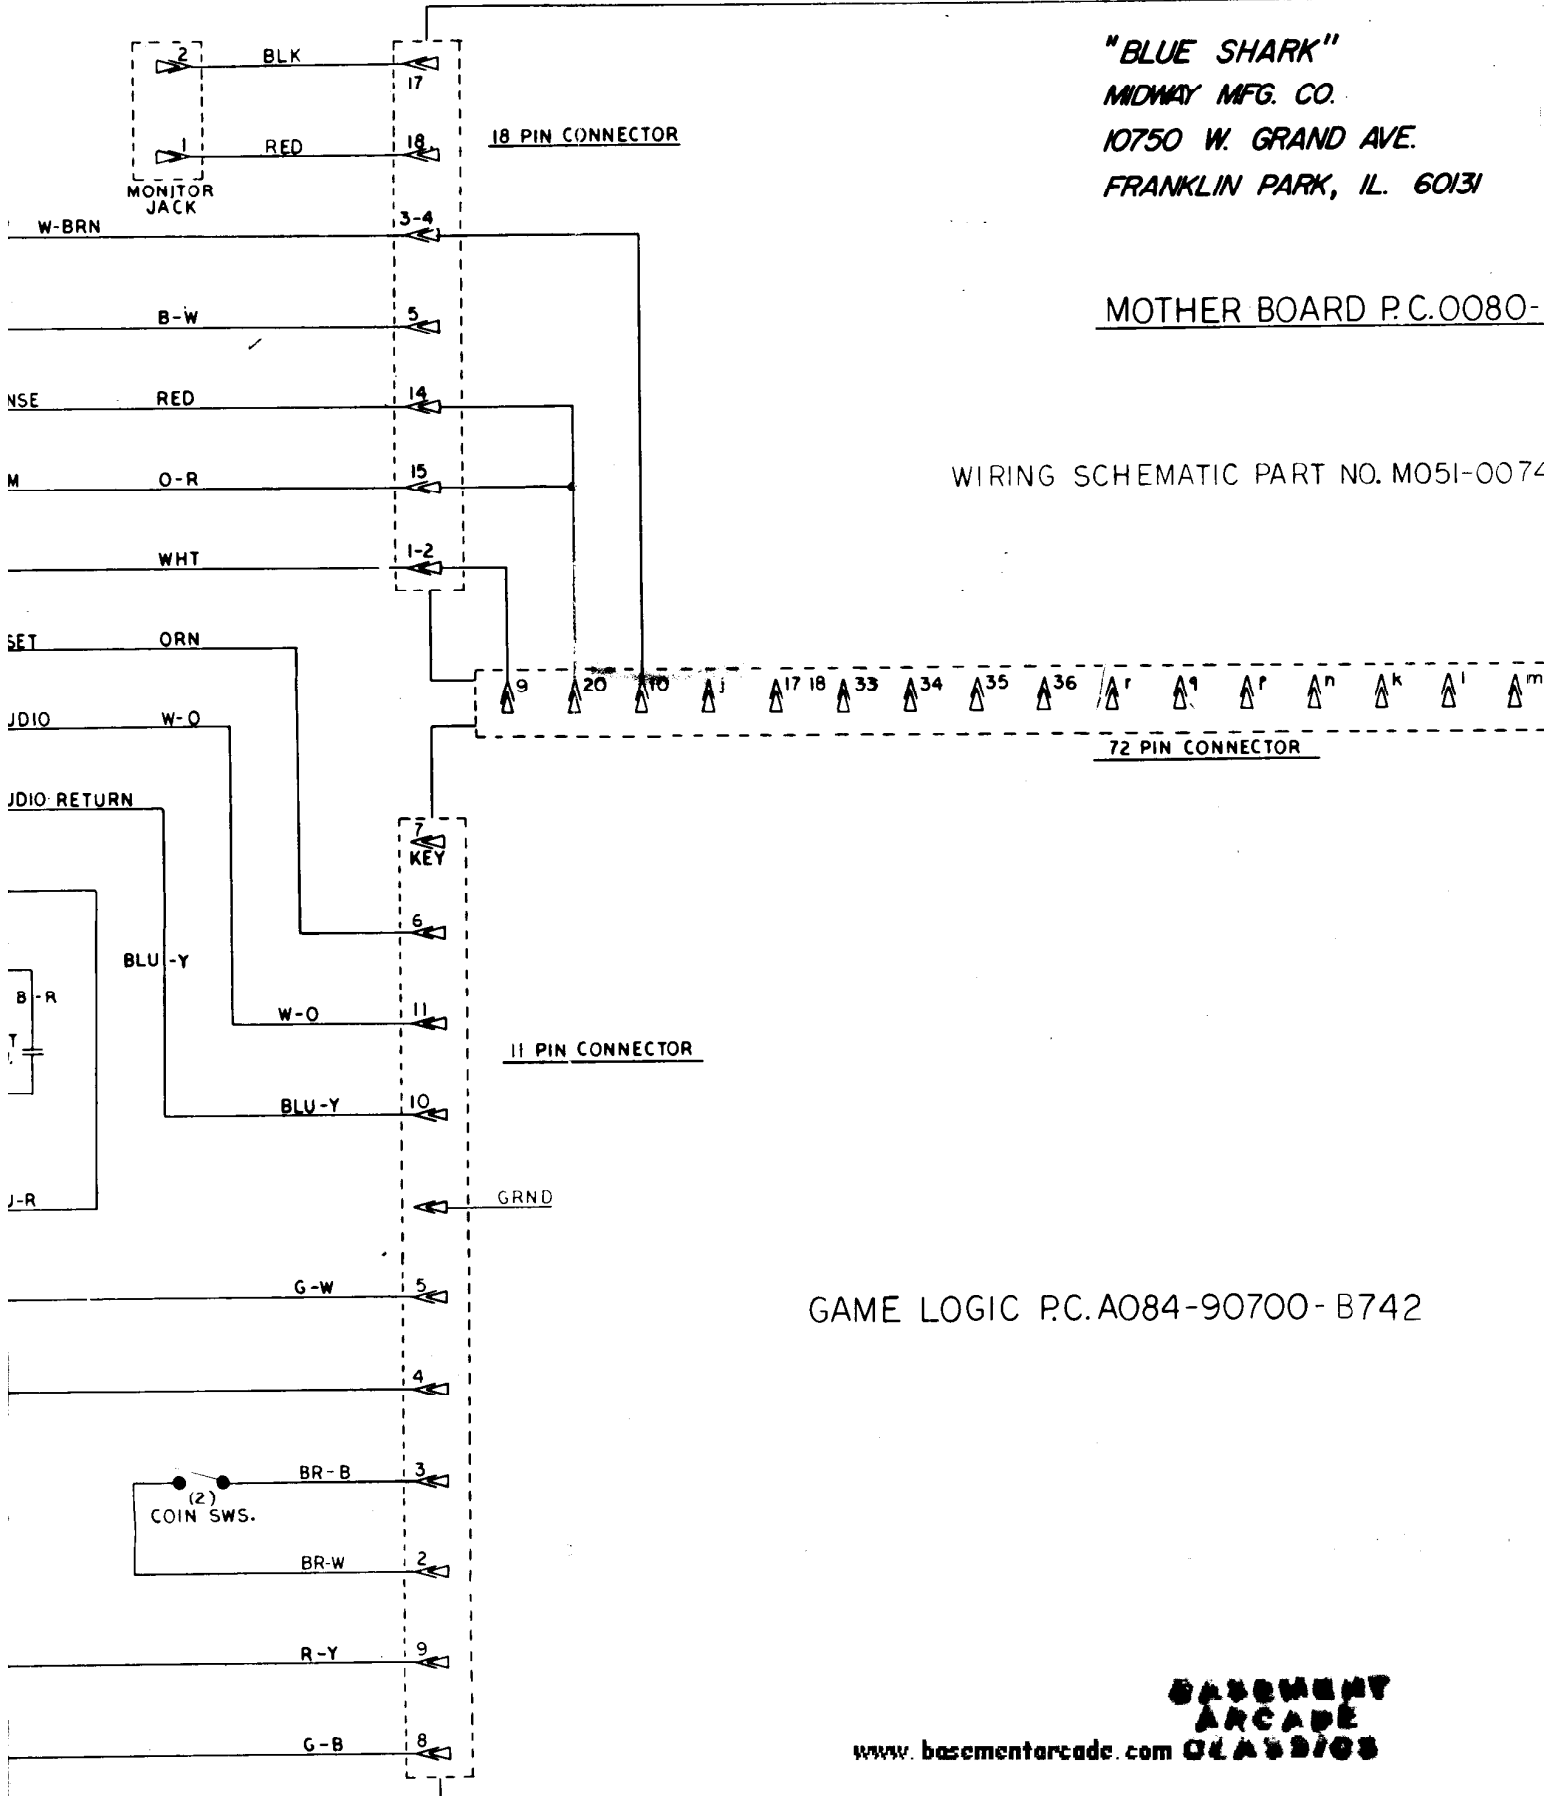 "BLUE SHARK"
MIDWAY MFG. CO.
10750 W. GRAND AVE.
FRANKLIN PARK, IL. 60131
MOTHER BOARD P.C.0080-
WIRING SCHEMATIC PART NO. M051-0074
2 BLK 17
1 RED 18
MONITOR
JACK
18 PIN CONNECTOR
W-BRN 3-4
B-W 5
NSE RED 14
M O-R 15
WHT 1-2
SET ORN
9 20 10 j 17 18 33 34 35 36 r q p n k l m
72 PIN CONNECTOR
UDIO W-O
UDIO RETURN
7
KEY
6
BLU-Y
B-R
W-O 11
T
11 PIN CONNECTOR
BLU-Y 10
U-R
GRND
G-W 5
GAME LOGIC P.C. A084-90700-B742
4
BR-B 3
(2)
COIN SWS.
BR-W 2
R-Y 9
G-B 8
BASEMENT
ARCADE
www.basementarcade.com CLASSICS